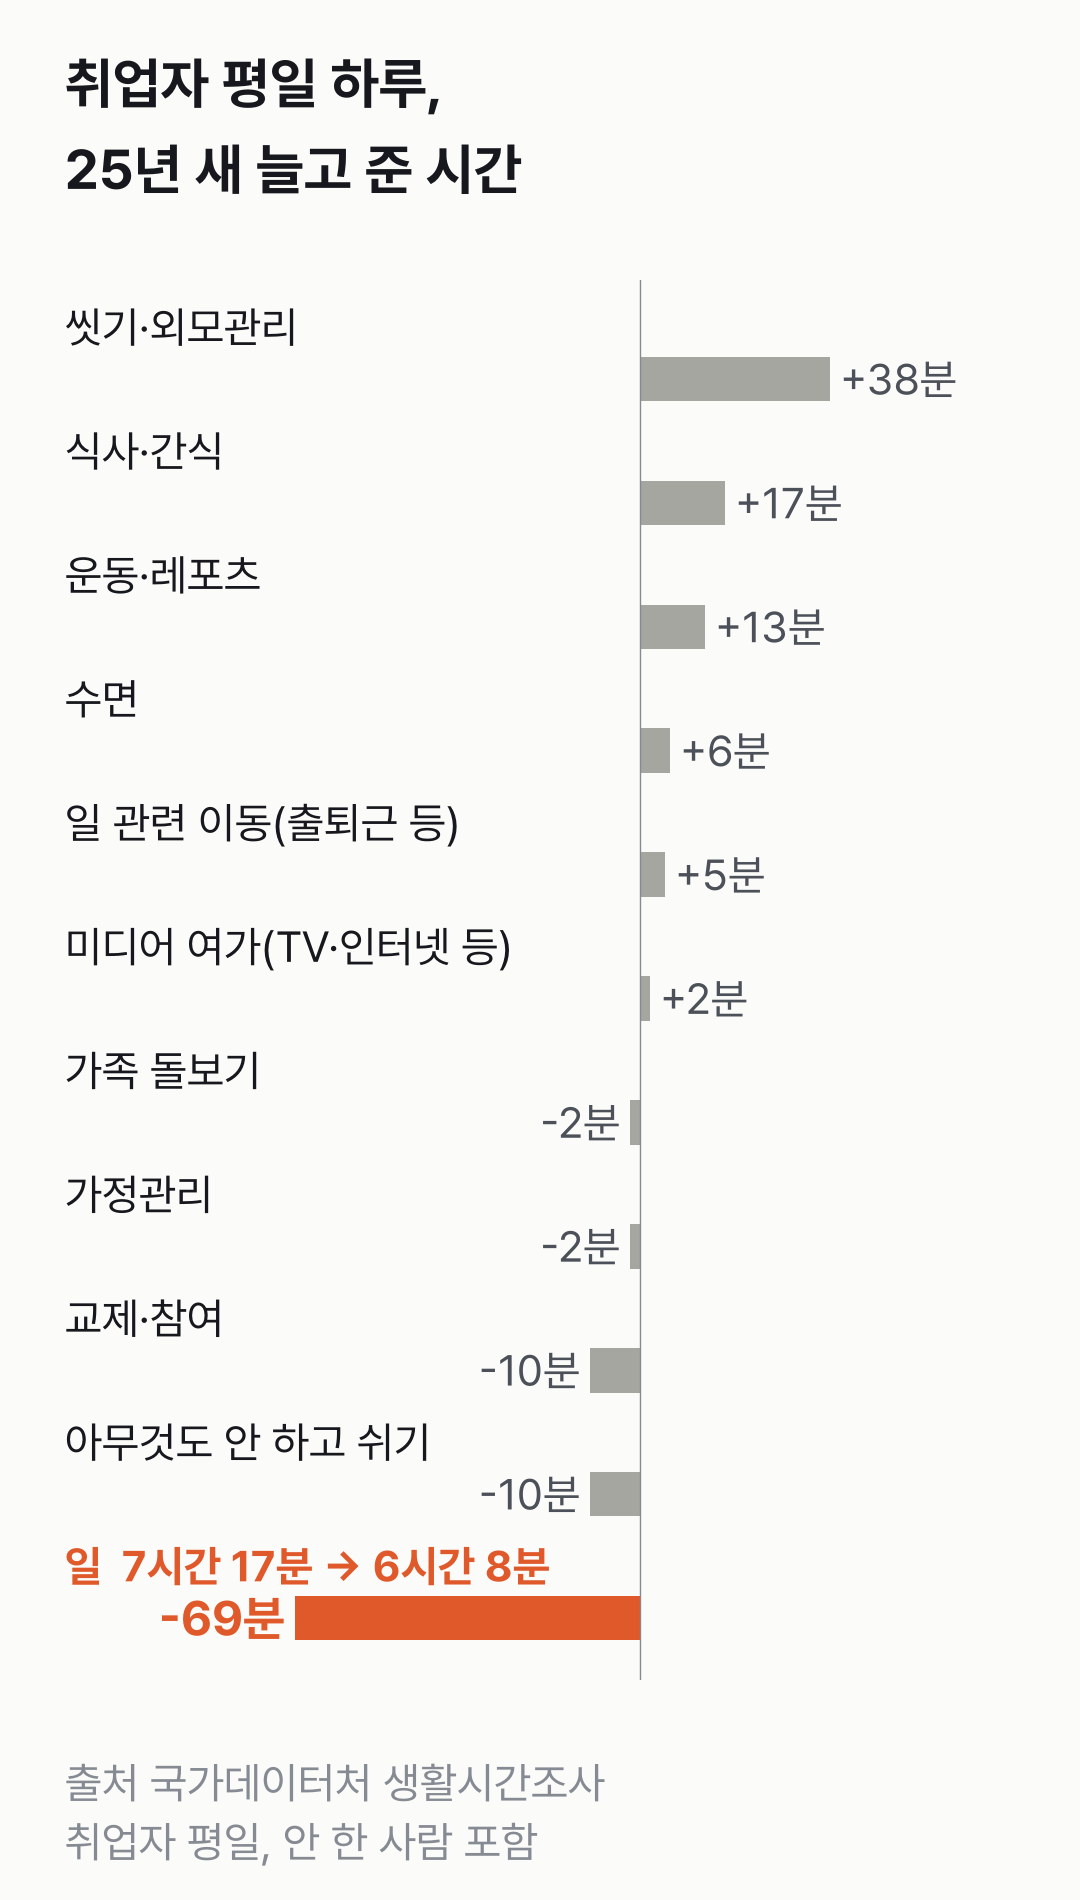 취업자 평일 하루,
25년 새 늘고 준 시간
씻기·외모관리
+38분
식사·간식
+17분
운동·레포츠
+13분
수면
+6분
일 관련 이동(출퇴근 등)
+5분
미디어 여가(TV·인터넷 등)
+2분
가족 돌보기
-2분
가정관리
-2분
교제·참여
-10분
아무것도 안 하고 쉬기
-10분
일 7시간 17분 → 6시간 8분
-69분
출처 국가데이터처 생활시간조사
취업자 평일, 안 한 사람 포함